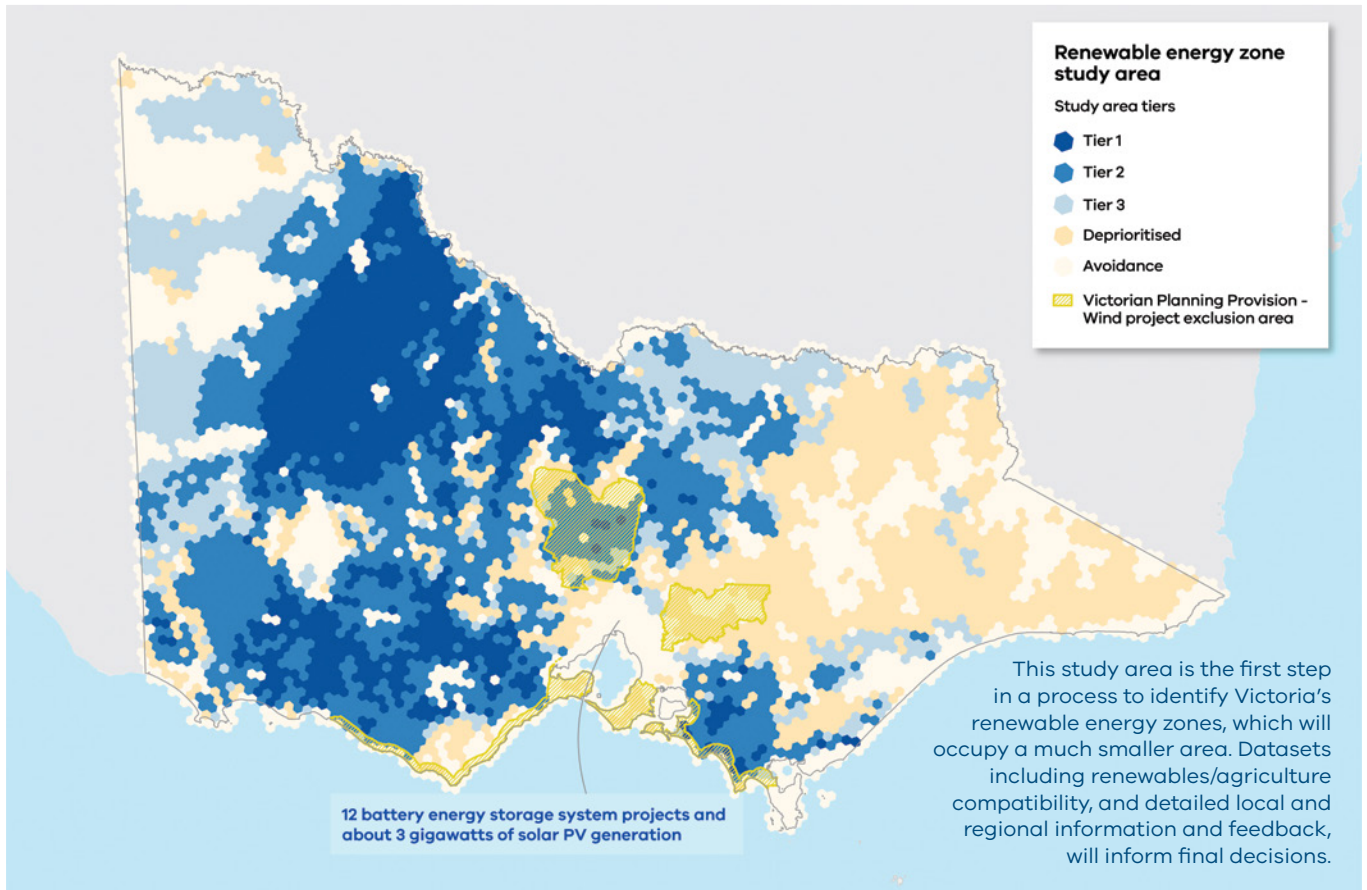 Renewable energy zone
study area
Study area tiers
Tier 1
Tier 2
Tier 3
Deprioritised
Avoidance
Victorian Planning Provision -
Wind project exclusion area
This study area is the first step
in a process to identify Victoria’s
renewable energy zones, which will
occupy a much smaller area. Datasets
including renewables/agriculture
compatibility, and detailed local and
regional information and feedback,
will inform final decisions.
12 battery energy storage system projects and
about 3 gigawatts of solar PV generation